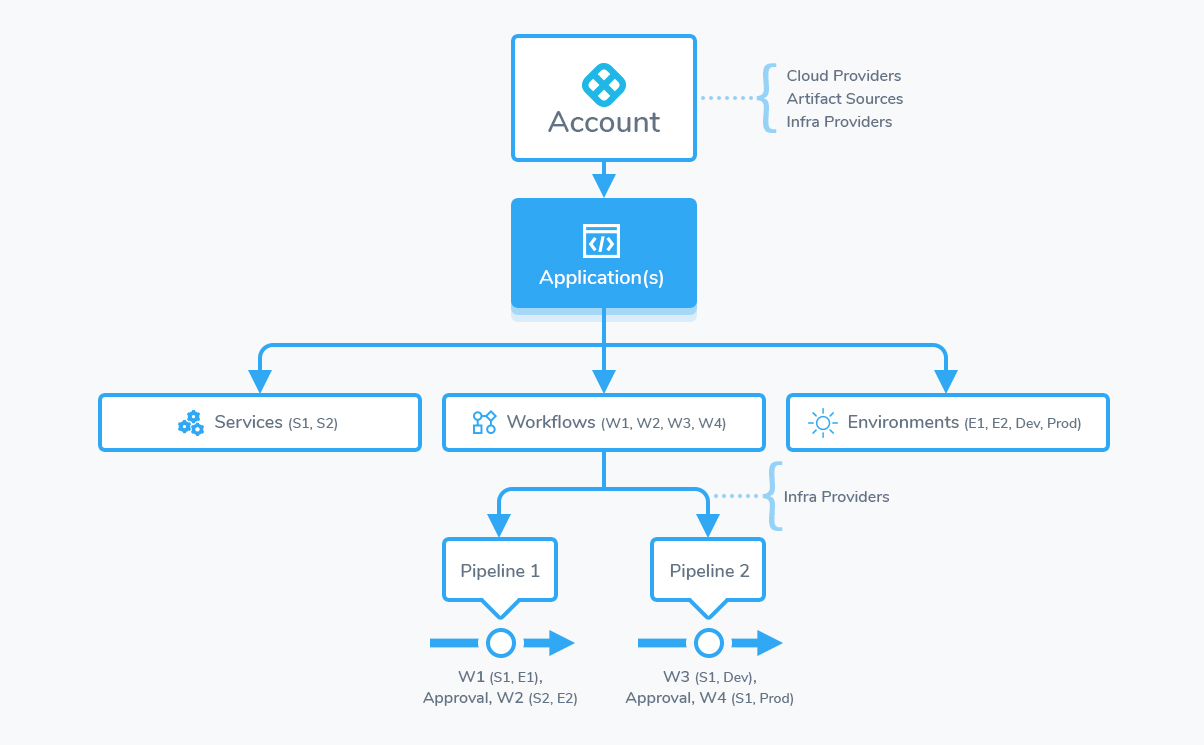 Account
Cloud Providers
Artifact Sources
Infra Providers
Application(s)
Services (S1, S2)
Workflows (W1, W2, W3, W4)
Environments (E1, E2, Dev, Prod)
Infra Providers
Pipeline 1
Pipeline 2
W1 (S1, E1),
Approval, W2 (S2, E2)
W3 (S1, Dev),
Approval, W4 (S1, Prod)